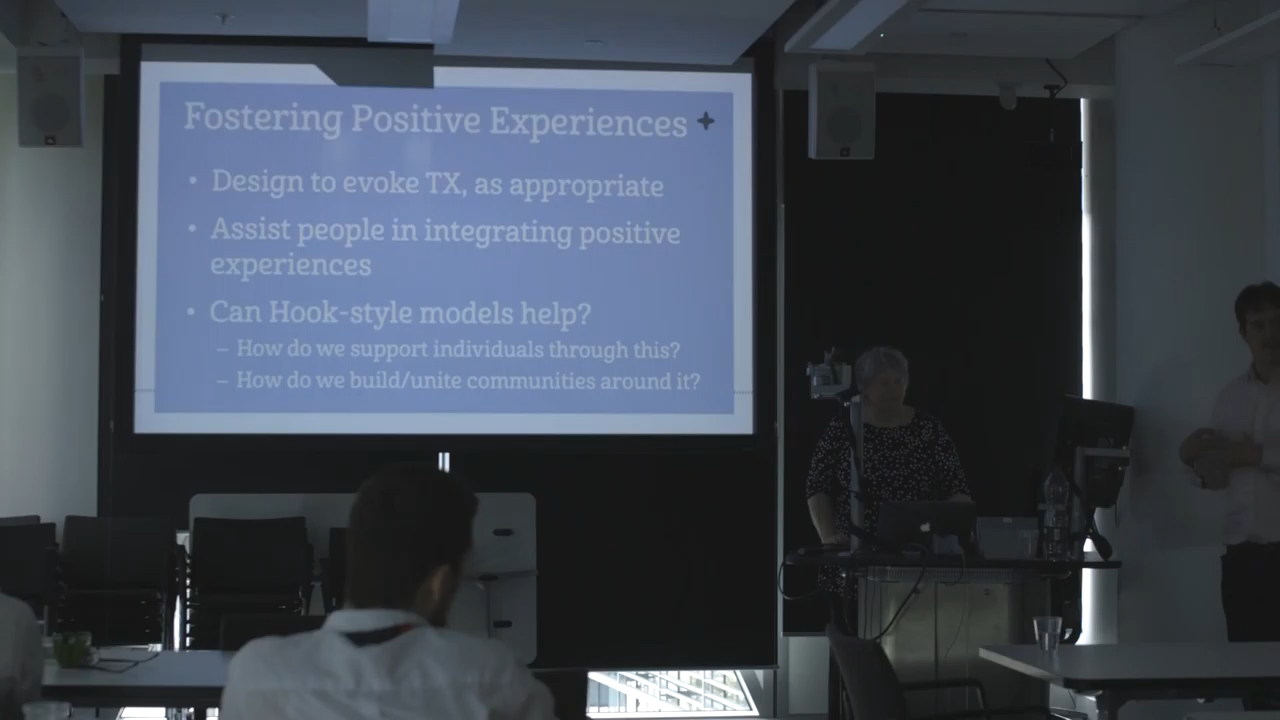 Fostering Positive Experiences
• Design to evoke TX, as appropriate
• Assist people in integrating positive
experiences
• Can Hook-style models help?
– How do we support individuals through this?
– How do we build/unite communities around it?